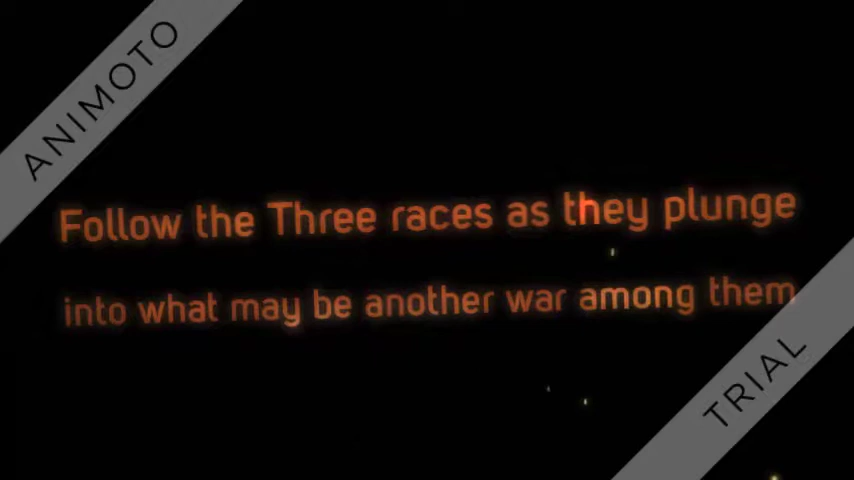 ANIMOTO
Follow the Three races as they plunge
into what may be another war among them
TRIAL